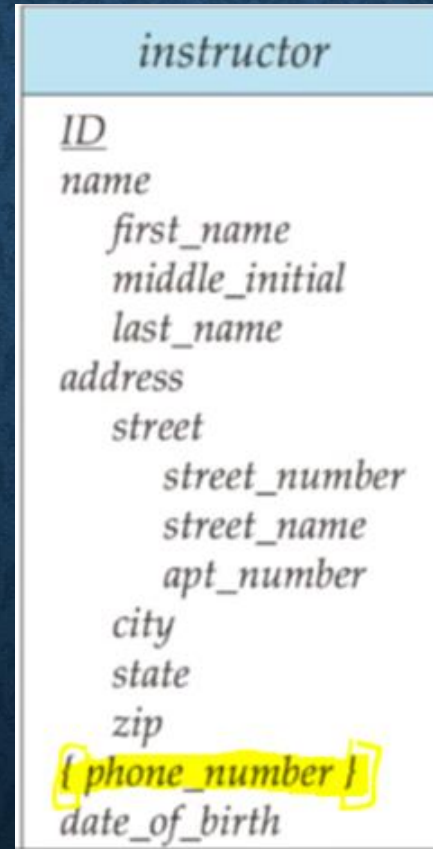 instructor
ID
name
first_name
middle_initial
last_name
address
street
street_number
street_name
apt_number
city
state
zip
{ phone_number }
date_of_birth